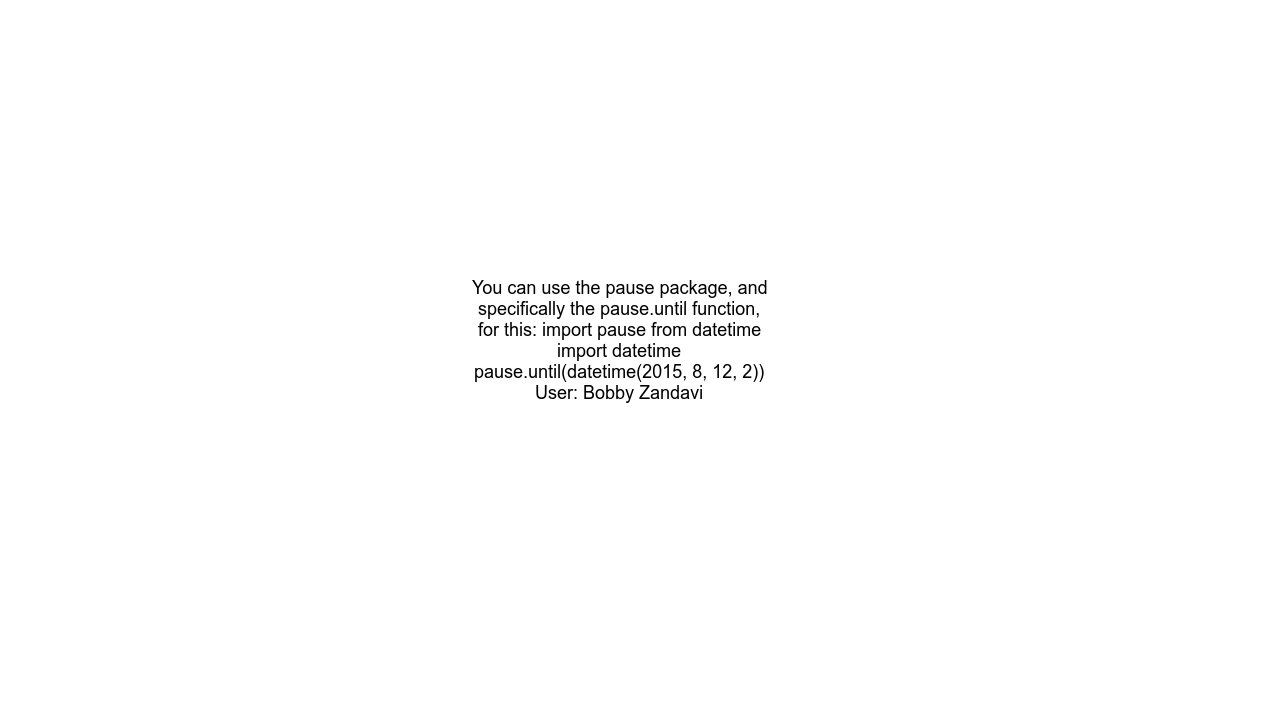 You can use the pause package, and
specifically the pause.until function,
for this: import pause from datetime
import datetime
pause.until(datetime(2015, 8, 12, 2))
User: Bobby Zandavi